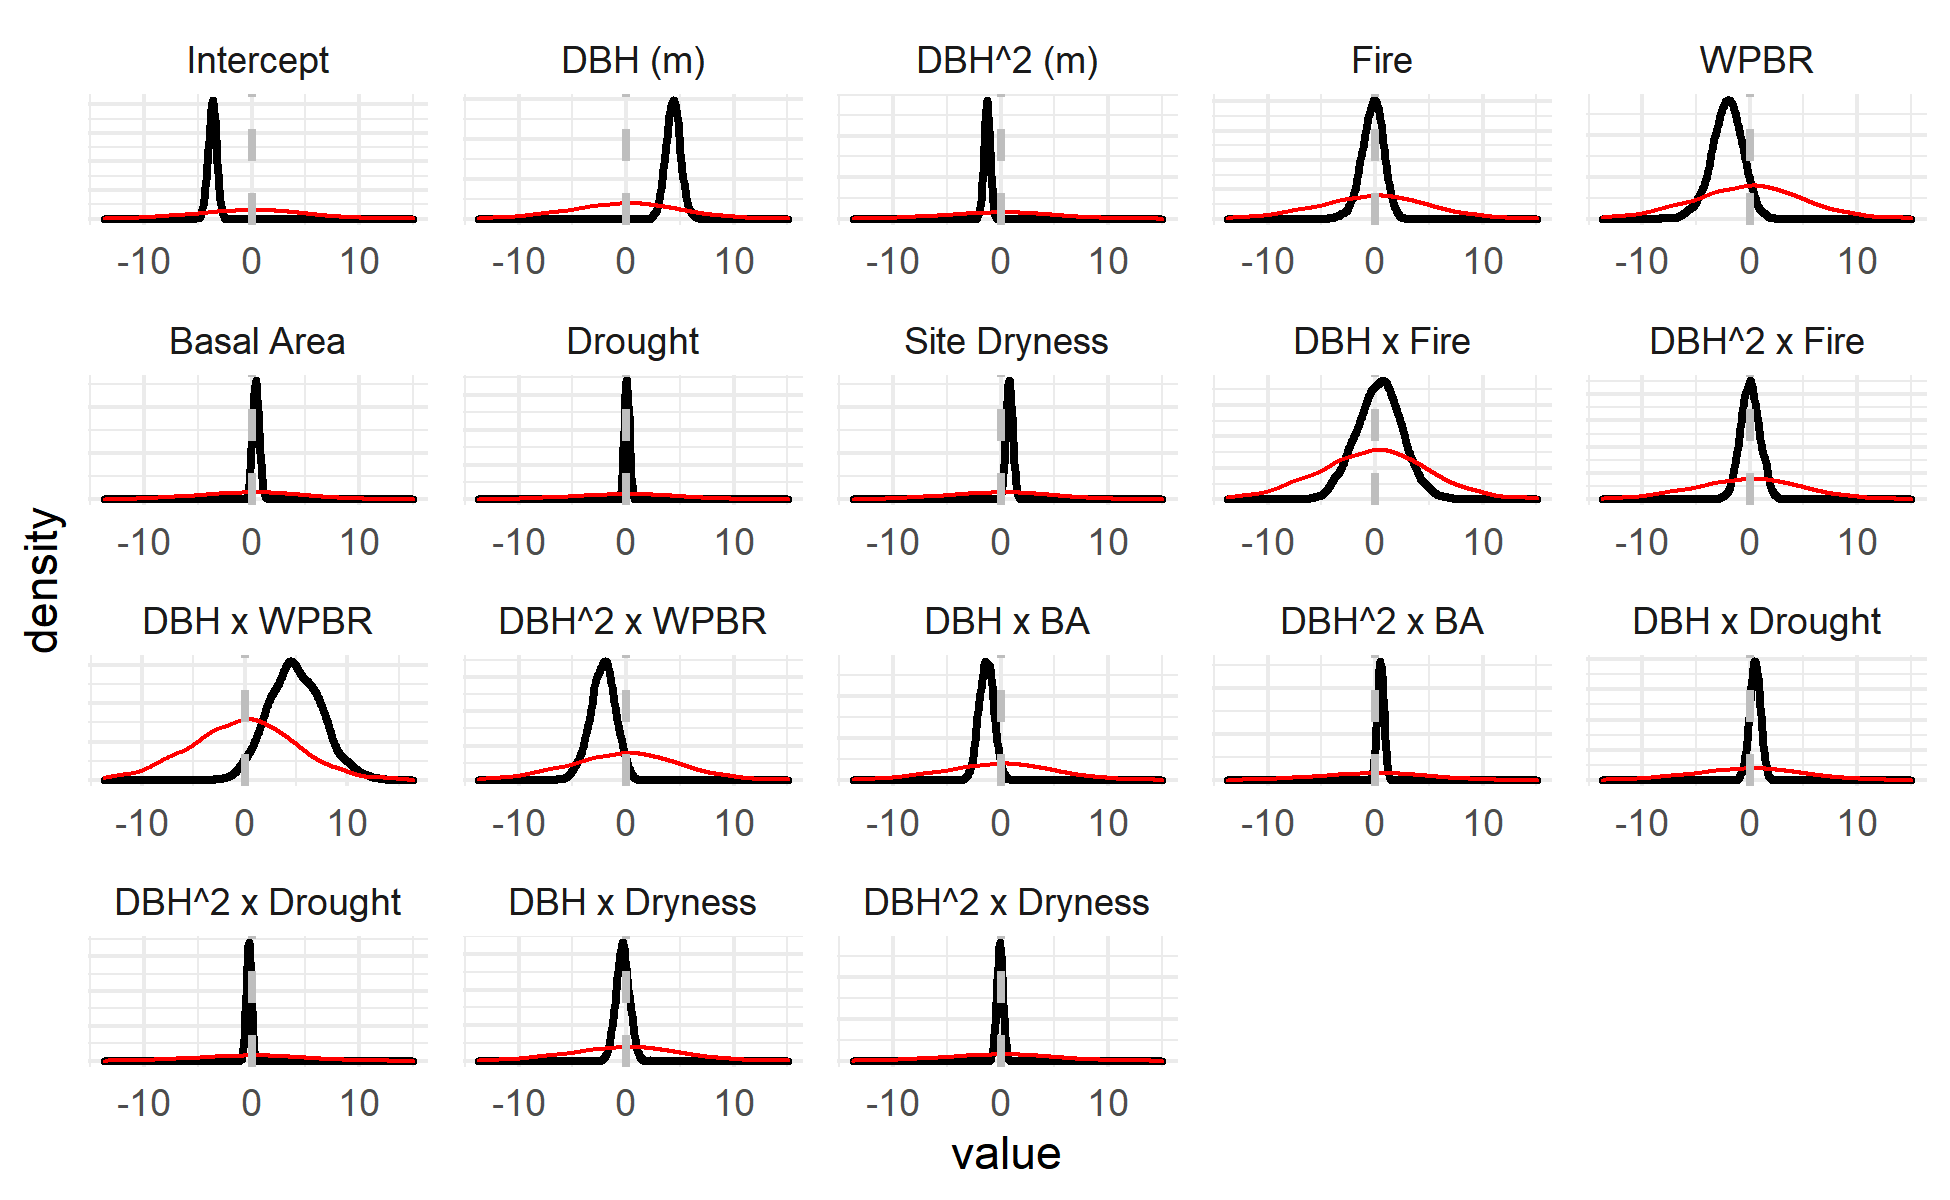 Intercept DBH (m) DBH^2 (m) Fire WPBR
-10 0 10 -10 0 10 -10 0 10 -10 0 10 -10 0 10
Basal Area Drought Site Dryness DBH x Fire DBH^2 x Fire
-10 0 10 -10 0 10 -10 0 10 -10 0 10 -10 0 10
density
DBH x WPBR DBH^2 x WPBR DBH x BA DBH^2 x BA DBH x Drought
-10 0 10 -10 0 10 -10 0 10 -10 0 10 -10 0 10
DBH^2 x Drought DBH x Dryness DBH^2 x Dryness
-10 0 10 -10 0 10 -10 0 10
value